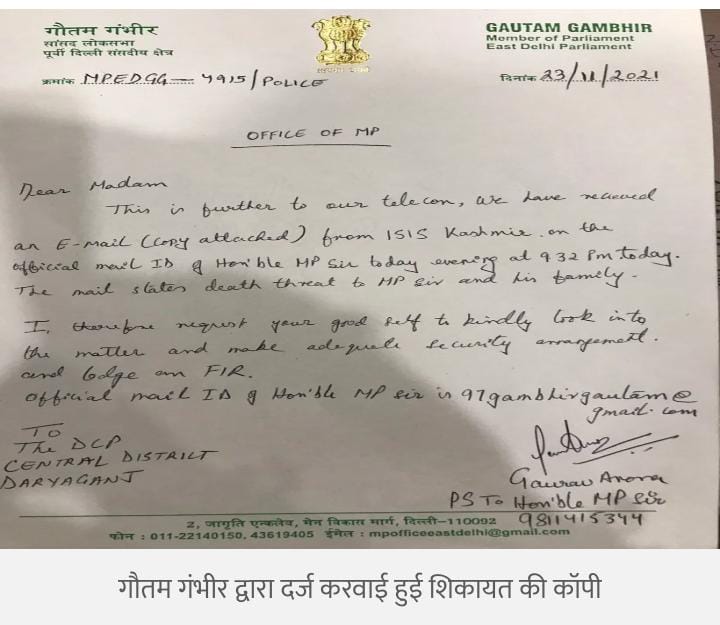 गौतम गंभीर
सांसद लोकसभा
पूर्वी दिल्ली संसदीय क्षेत्र
GAUTAM GAMBHIR
Member of Parliament
East Delhi Parliament
क्रमांक MPEDGG-4915/POLICE
दिनांक 23/11/2021
OFFICE OF MP
Dear Madam
This is further to our telecon, we have recieved
an E-mail (copy attached) from ISIS Kashmir on the
official mail ID of Hon'ble MP Sir today evening at 9.32 Pm today.
The mail states death threat to MP sir and his family.
I, therefore request your good self to kindly look into
the matter and make adequate security arrangement.
and lodge an FIR.
official mail ID of Hon'ble MP sir is 97gambhirgautam@
gmail.com
TO
The DCP
CENTRAL DISTRICT
DARYAGANJ
Gaurav Arora
PS To Hon'ble MP Sir
9811415344
2, जागृति एन्कलेव, मेन विकास मार्ग, दिल्ली-110092
फोन : 011-22140150, 43619405 ईमेल : mpofficeeastdelhi@gmail.com
गौतम गंभीर द्वारा दर्ज करवाई हुई शिकायत की कॉपी